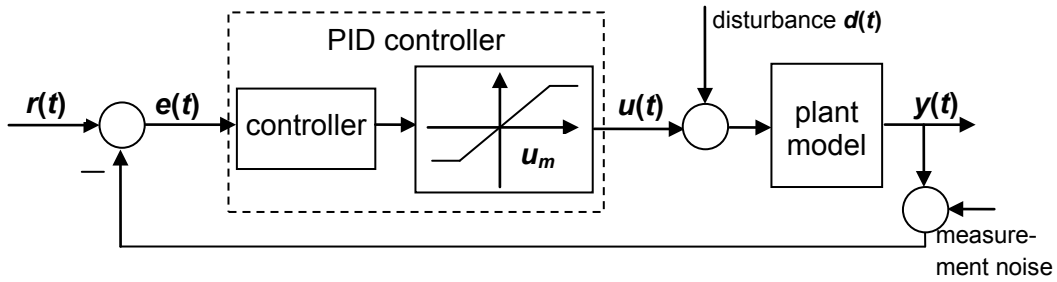 disturbance d(t)
PID controller
r(t)
e(t)
controller
u_m
u(t)
plant
model
y(t)
–
measure-
ment noise